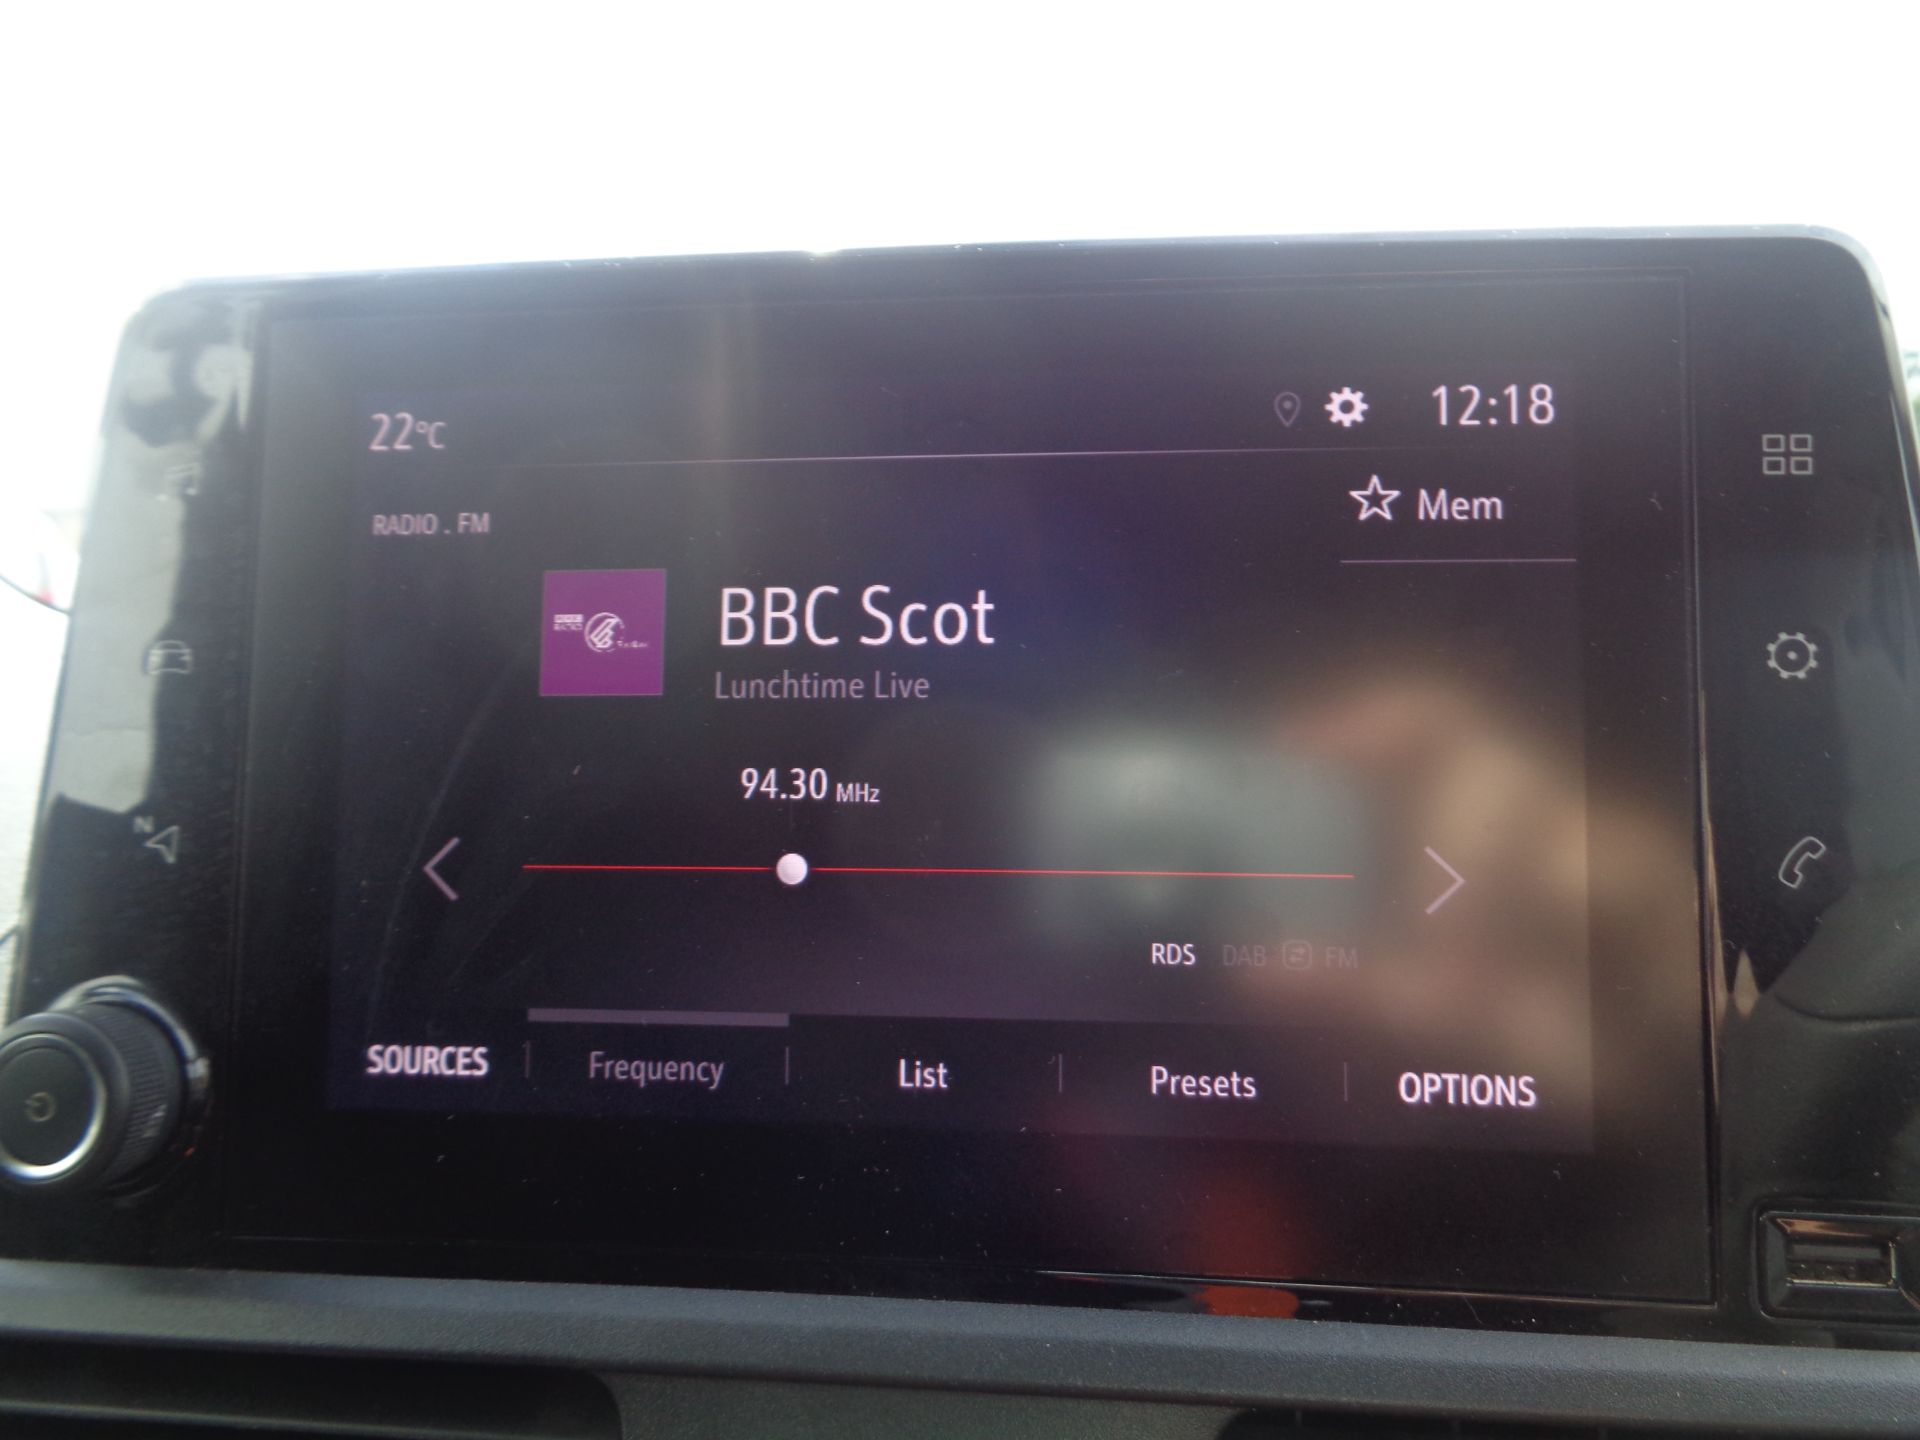 22°C
12:18
RADIO . FM
Mem
BBC Scot
Lunchtime Live
94.30 MHz
RDS DAB FM
SOURCES
Frequency
List
Presets
OPTIONS
N